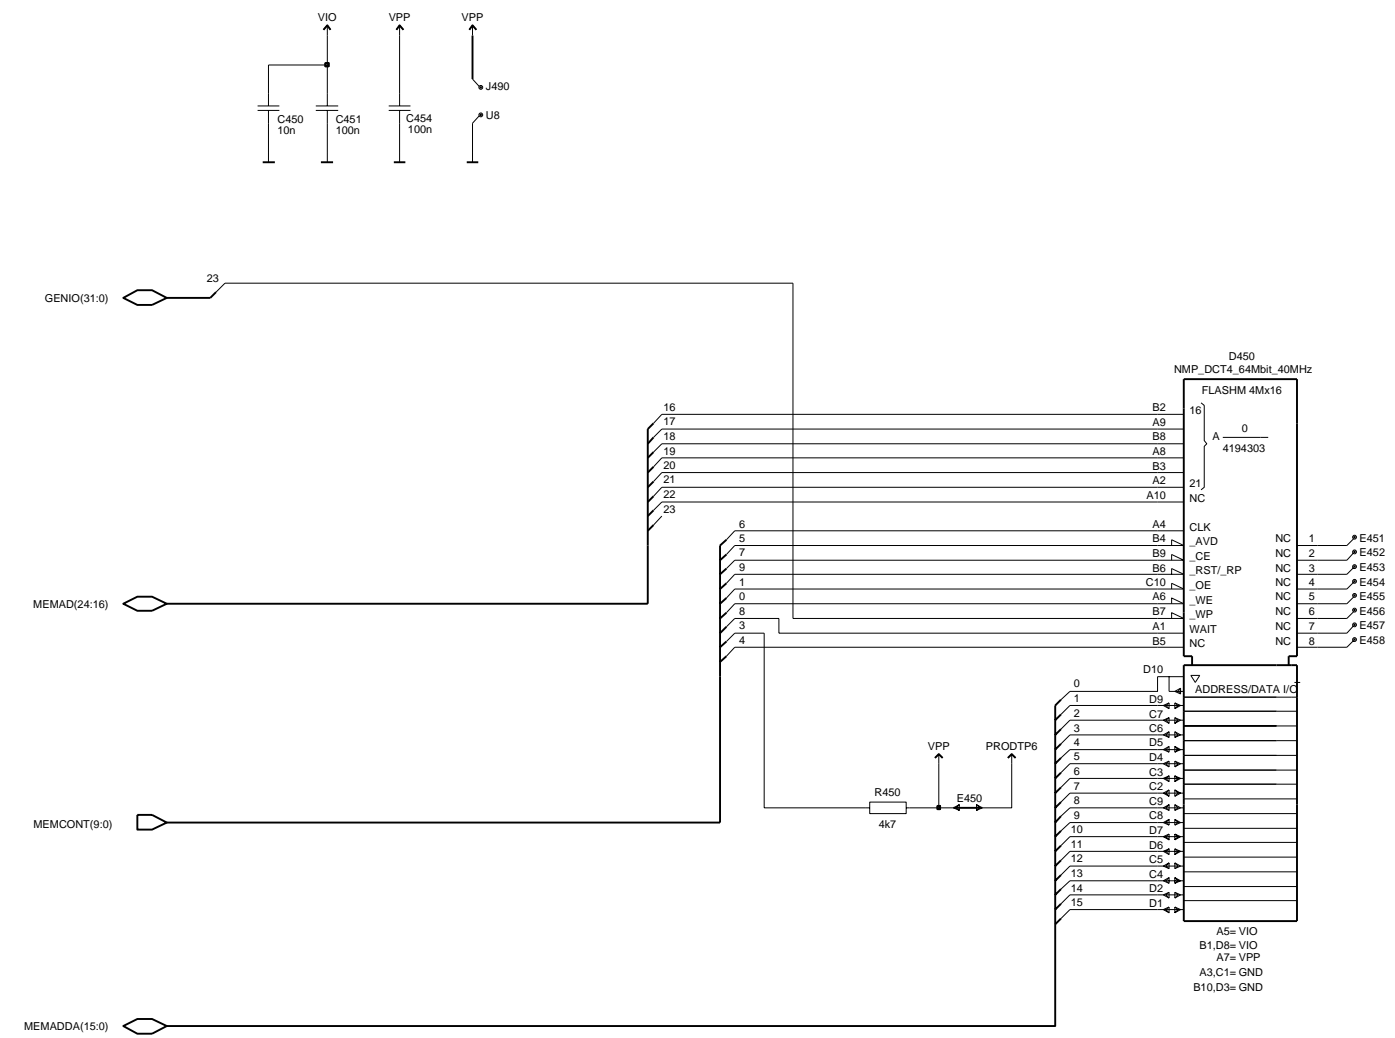 VIO VPP VPP
J490
U8
C450 C451 C454
10n 100n 100n
23
GENIO(31:0)
D450
NMP_DCT4_64Mbit_40MHz
FLASHM 4Mx16
16 B2 16
17 A9
0
18 B8 A
19 A8 4194303
20 B3
21 A2 21
22 A10 NC
23
6 A4 CLK
5 B4 _AVD NC 1 E451
7 B9 _CE NC 2 E452
9 B6 _RST/_RP NC 3 E453
1 C10 _OE NC 4 E454
0 A6 _WE NC 5 E455
8 B7 _WP NC 6 E456
3 A1 WAIT NC 7 E457
4 B5 NC NC 8 E458
MEMAD(24:16)
D10
0 ADDRESS/DATA I/O
1 D9
2 C7
3 C6
4 D5
5 D4
6 C3
7 C2
8 C9
9 C8
10 D7
11 D6
12 C5
13 C4
14 D2
15 D1
VPP PRODTP6
R450 E450
4k7
MEMCONT(9:0)
A5= VIO
B1,D8= VIO
A7= VPP
A3,C1= GND
B10,D3= GND
MEMADDA(15:0)